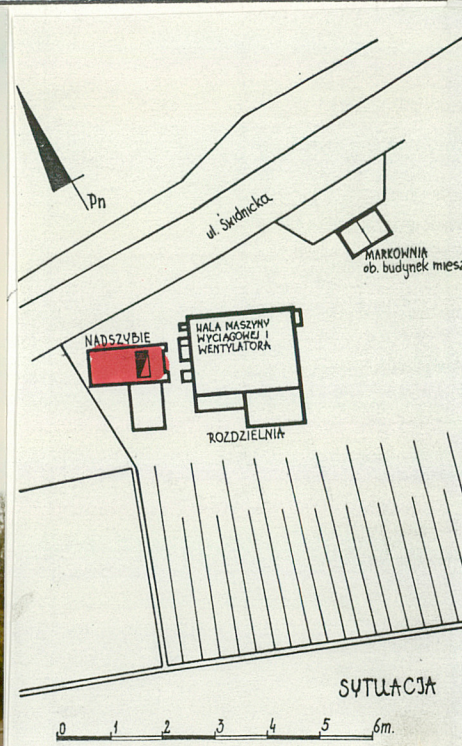 Pn
ul. Świdnicka
MARKOWNIA
ob. budynek miesz
NADSZYBIE
HALA MASZYNY
WYCIĄGOWEJ I
WENTYLATORA
ROZDZIELNIA
SYTUACJA
0 1 2 3 4 5 6m.